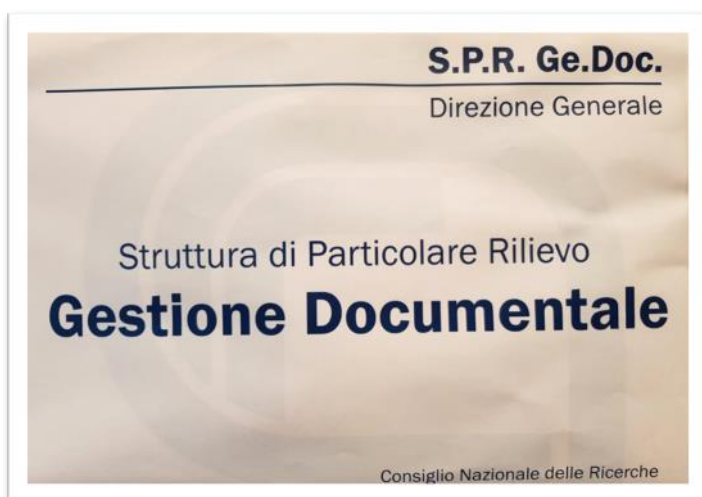 S.P.R. Ge.Doc.
Direzione Generale
Struttura di Particolare Rilievo
Gestione Documentale
Consiglio Nazionale delle Ricerche